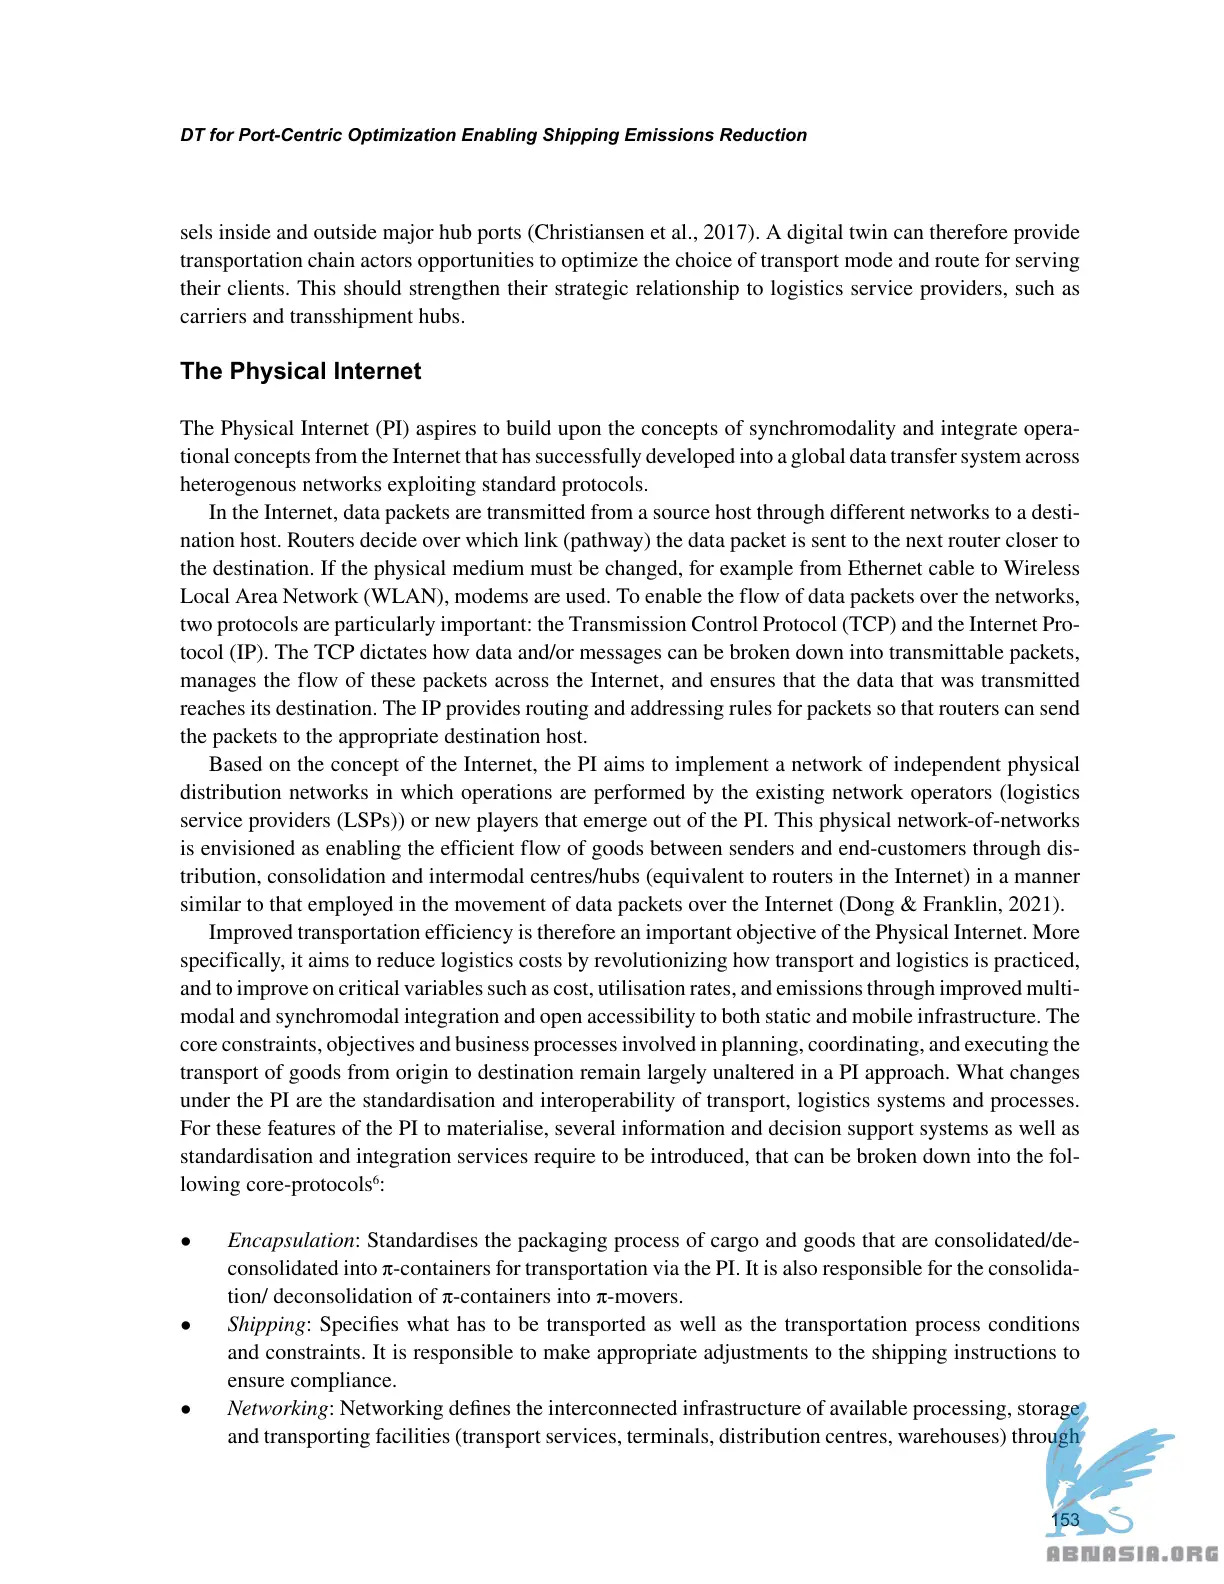 DT for Port-Centric Optimization Enabling Shipping Emissions Reduction
sels inside and outside major hub ports (Christiansen et al., 2017). A digital twin can therefore provide
transportation chain actors opportunities to optimize the choice of transport mode and route for serving
their clients. This should strengthen their strategic relationship to logistics service providers, such as
carriers and transshipment hubs.
The Physical Internet
The Physical Internet (PI) aspires to build upon the concepts of synchromodality and integrate opera-
tional concepts from the Internet that has successfully developed into a global data transfer system across
heterogenous networks exploiting standard protocols.
In the Internet, data packets are transmitted from a source host through different networks to a desti-
nation host. Routers decide over which link (pathway) the data packet is sent to the next router closer to
the destination. If the physical medium must be changed, for example from Ethernet cable to Wireless
Local Area Network (WLAN), modems are used. To enable the flow of data packets over the networks,
two protocols are particularly important: the Transmission Control Protocol (TCP) and the Internet Pro-
tocol (IP). The TCP dictates how data and/or messages can be broken down into transmittable packets,
manages the flow of these packets across the Internet, and ensures that the data that was transmitted
reaches its destination. The IP provides routing and addressing rules for packets so that routers can send
the packets to the appropriate destination host.
Based on the concept of the Internet, the PI aims to implement a network of independent physical
distribution networks in which operations are performed by the existing network operators (logistics
service providers (LSPs)) or new players that emerge out of the PI. This physical network-of-networks
is envisioned as enabling the efficient flow of goods between senders and end-customers through dis-
tribution, consolidation and intermodal centres/hubs (equivalent to routers in the Internet) in a manner
similar to that employed in the movement of data packets over the Internet (Dong & Franklin, 2021).
Improved transportation efficiency is therefore an important objective of the Physical Internet. More
specifically, it aims to reduce logistics costs by revolutionizing how transport and logistics is practiced,
and to improve on critical variables such as cost, utilisation rates, and emissions through improved multi-
modal and synchromodal integration and open accessibility to both static and mobile infrastructure. The
core constraints, objectives and business processes involved in planning, coordinating, and executing the
transport of goods from origin to destination remain largely unaltered in a PI approach. What changes
under the PI are the standardisation and interoperability of transport, logistics systems and processes.
For these features of the PI to materialise, several information and decision support systems as well as
standardisation and integration services require to be introduced, that can be broken down into the fol-
lowing core-protocols⁶:
● Encapsulation: Standardises the packaging process of cargo and goods that are consolidated/de-
consolidated into π-containers for transportation via the PI. It is also responsible for the consolida-
tion/ deconsolidation of π-containers into π-movers.
● Shipping: Specifies what has to be transported as well as the transportation process conditions
and constraints. It is responsible to make appropriate adjustments to the shipping instructions to
ensure compliance.
● Networking: Networking defines the interconnected infrastructure of available processing, storage
and transporting facilities (transport services, terminals, distribution centres, warehouses) through
153
ABNASIA.ORG